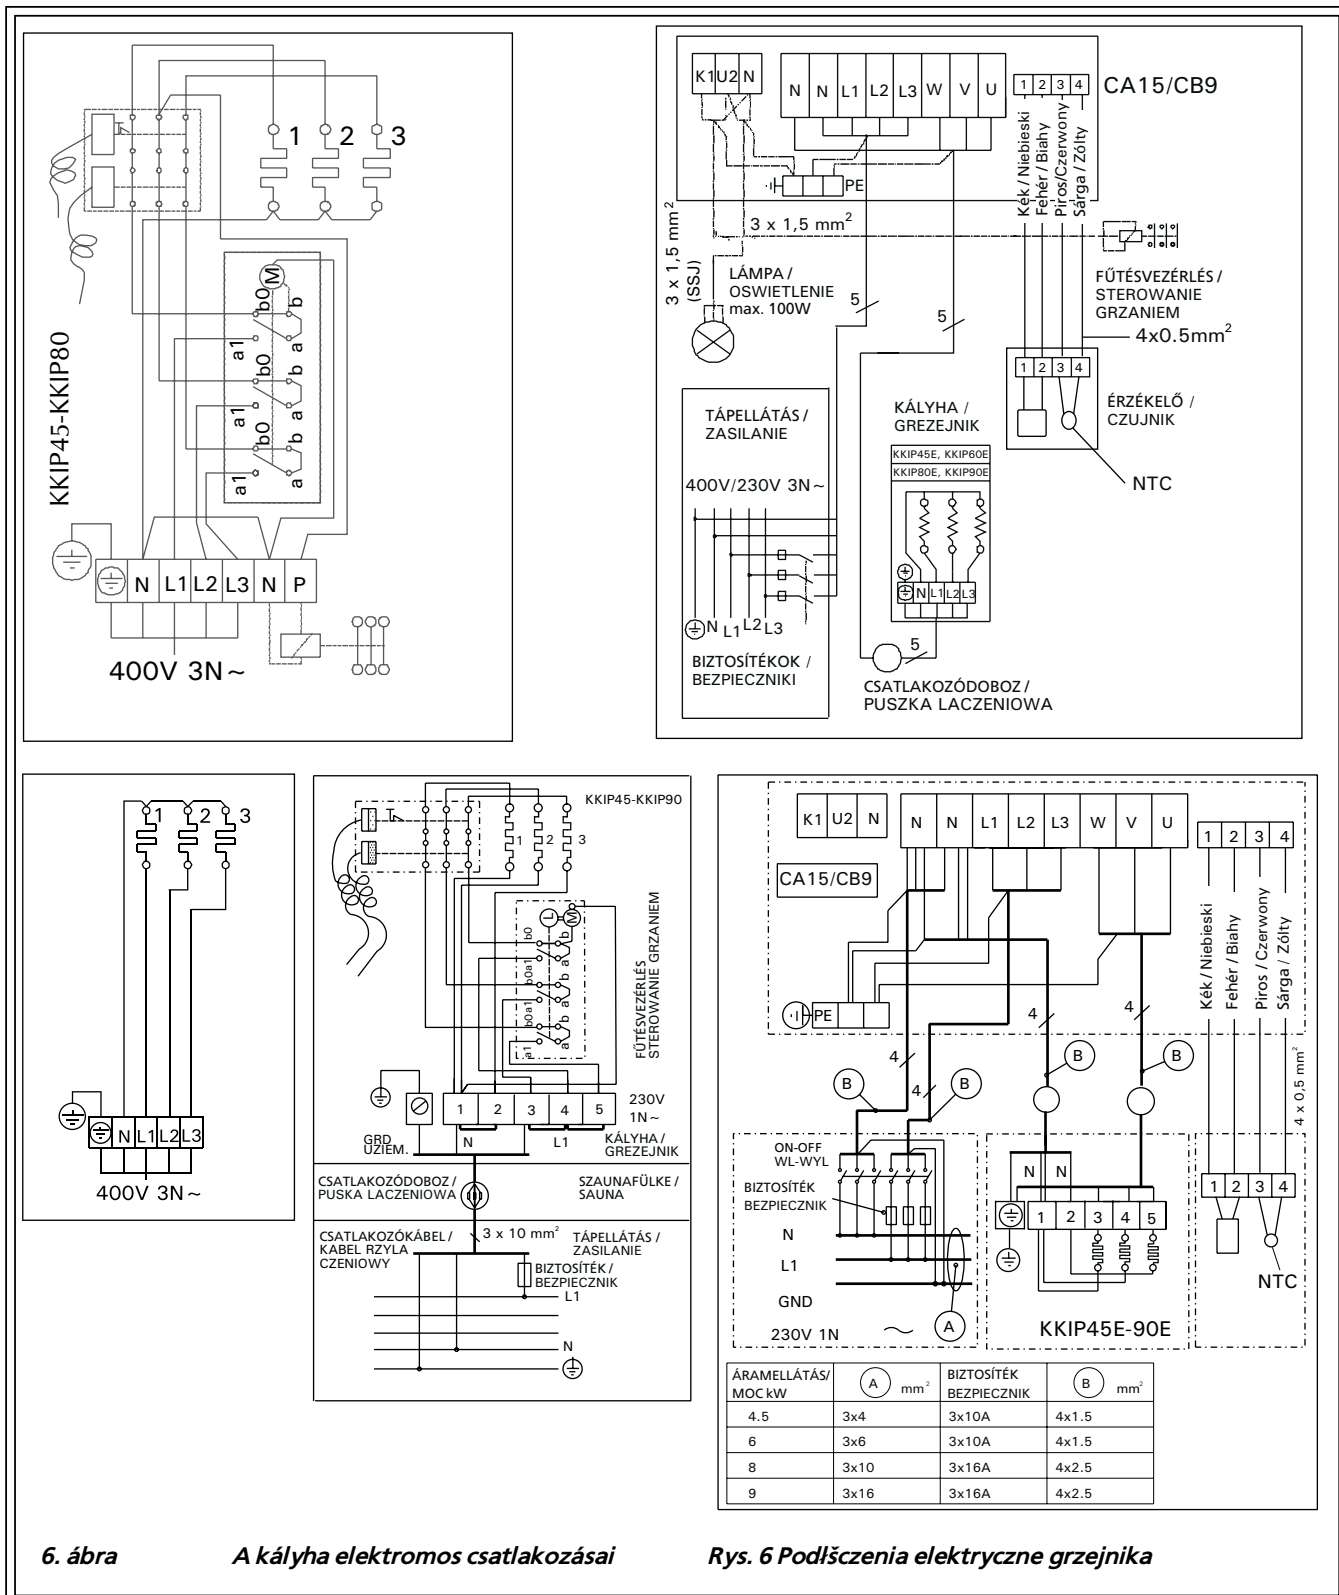 KKIP45-KKIP80
1 2 3
M
b0 b
a1 a
b0 b
a1 a
b0 b
a1 a
N L1 L2 L3 N P
400V 3N~
K1 U2 N
N N L1 L2 L3 W V U
1 2 3 4
CA15/CB9
Kék / Niebieski
Fehér / Biahy
Piros/Czerwony
Sárga / Zólty
PE
3 x 1,5 mm²
(SSJ)
3 x 1,5 mm²
LÁMPA /
OSWIETLENIE
max. 100W
5
5
FŰTÉSVEZÉRLÉS /
STEROWANIE
GRZANIEM
4x0.5mm²
1 2 3 4
ÉRZÉKELŐ /
CZUJNIK
NTC
TÁPELLÁTÁS /
ZASILANIE
400V/230V 3N~
N L1 L2 L3
BIZTOSÍTÉKOK /
BEZPIECZNIKI
KÁLYHA /
GREZEJNIK
KKIP45E, KKIP60E
KKIP80E, KKIP90E
N L1 L2 L3
5
CSATLAKOZÓDOBOZ /
PUSZKA LACZENIOWA
1 2 3
N L1 L2 L3
400V 3N~
KKIP45-KKIP90
1 2 3
L M
b0 b
a1 a
b0 b
a1 a
b0 b
a1 a
FŰTÉSVEZÉRLÉS
STEROWANIE GRZANIEM
1 2 3 4 5
230V
1N~
GRD
UZIEM.
N L1
KÁLYHA /
GRZEJNIK
CSATLAKOZÓDOBOZ /
PUSKA LACZENIOWA
SZAUNAFÜLKE /
SAUNA
CSATLAKOZÓKÁBEL /
KABEL RZYLA
CZENIOWY
3 x 10 mm²
TÁPELLÁTÁS /
ZASILANIE
BIZTOSÍTÉK /
BEZPIECZNIK
L1
N
K1 U2 N
N N L1 L2 L3 W V U
1 2 3 4
CA15/CB9
Kék / Niebieski
Fehér / Biahy
Piros / Czerwony
Sárga / Zólty
PE
4 4
4 4
B B B B
4 x 0,5 mm²
ON-OFF
WL-WYL
BIZTOSÍTÉK
BEZPIECZNIK
N
L1
GND
230V 1N ~
A
N N
1 2 3 4 5
KKIP45E-90E
1 2 3 4
NTC
ÁRAMELLÁTÁS/ MOC kW A mm² BIZTOSÍTÉK BEZPIECZNIK B mm²
4.5 3x4 3x10A 4x1.5
6 3x6 3x10A 4x1.5
8 3x10 3x16A 4x2.5
9 3x16 3x16A 4x2.5
6. ábra A kályha elektromos csatlakozásai Rys. 6 Podłšczenia elektryczne grzejnika